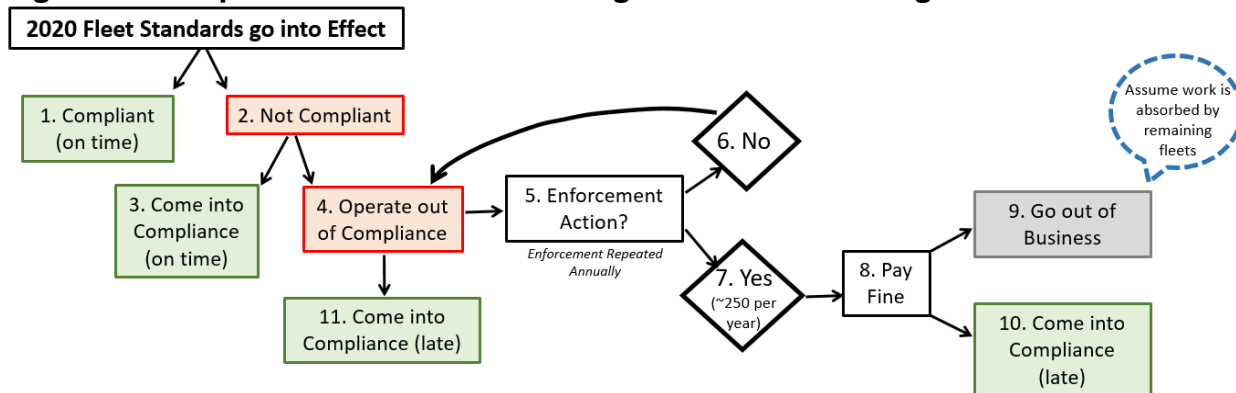 2020 Fleet Standards go into Effect
1. Compliant
(on time)
2. Not Compliant
3. Come into
Compliance
(on time)
4. Operate out
of Compliance
5. Enforcement
Action?
Enforcement Repeated
Annually
6. No
7. Yes
(~250 per
year)
8. Pay
Fine
9. Go out of
Business
10. Come into
Compliance
(late)
11. Come into
Compliance (late)
Assume work is
absorbed by
remaining
fleets